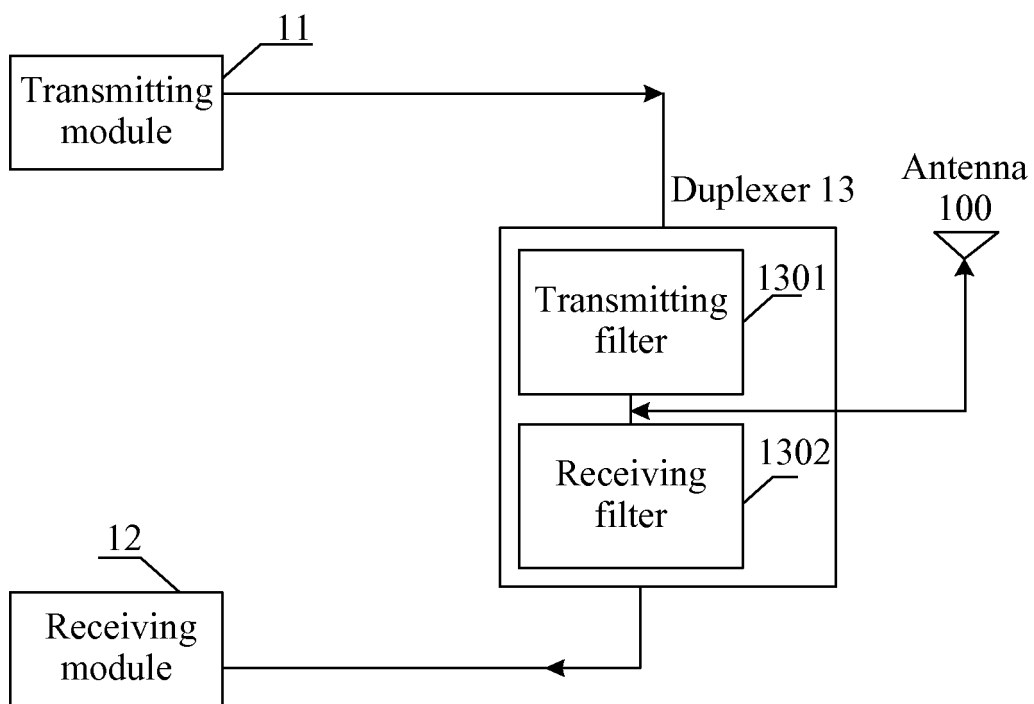 11
Transmitting
module
Duplexer 13
Antenna
100
1301
Transmitting
filter
1302
Receiving
filter
12
Receiving
module